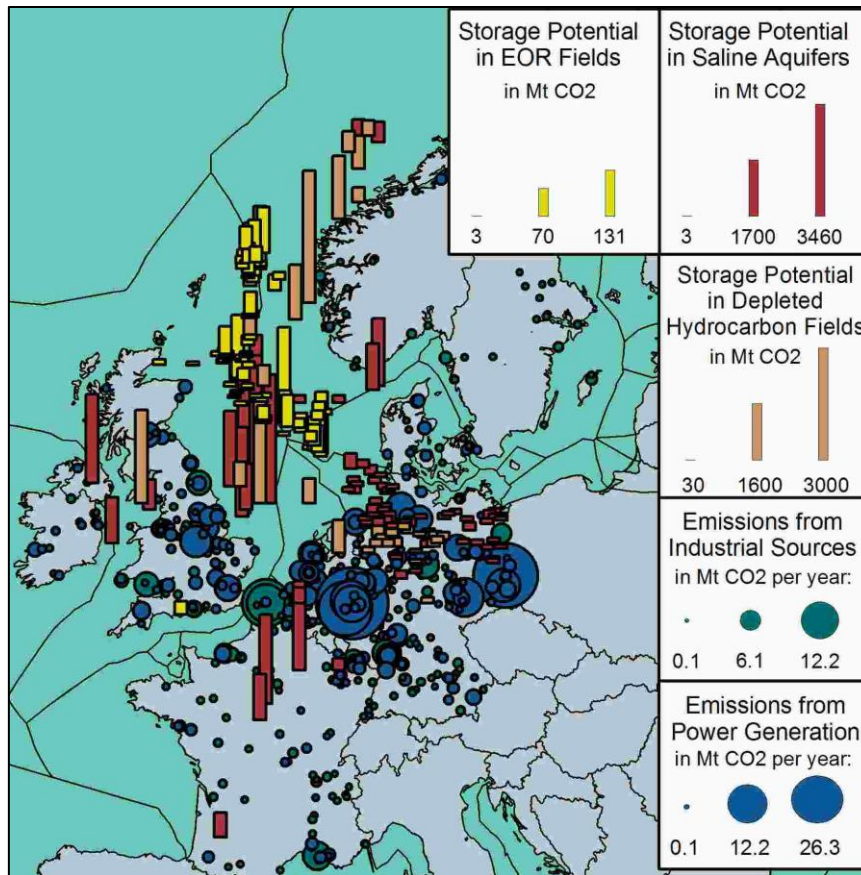 Storage Potential
in EOR Fields
in Mt CO2
3 70 131
Storage Potential
in Saline Aquifers
in Mt CO2
3 1700 3460
Storage Potential
in Depleted
Hydrocarbon Fields
in Mt CO2
30 1600 3000
Emissions from
Industrial Sources
in Mt CO2 per year:
0.1 6.1 12.2
Emissions from
Power Generation
in Mt CO2 per year:
0.1 12.2 26.3